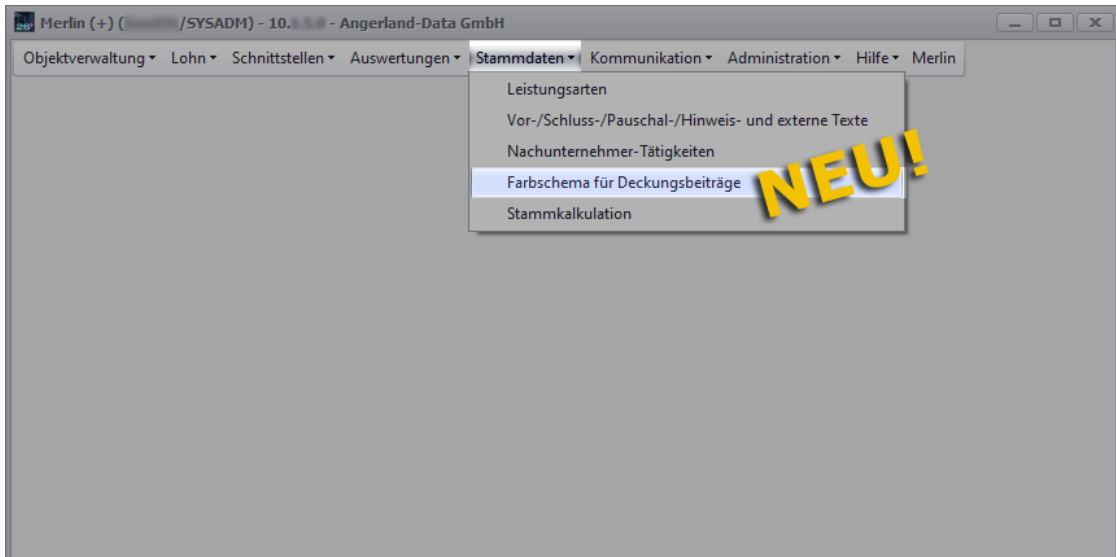 26+ Merlin (+) ( /SYSADM) - 10. - Angerland-Data GmbH
Objektverwaltung Lohn Schnittstellen Auswertungen Stammdaten Kommunikation Administration Hilfe Merlin
Leistungsarten
Vor-/Schluss-/Pauschal-/Hinweis- und externe Texte
Nachunternehmer-Tätigkeiten
Farbschema für Deckungsbeiträge
NEU!
Stammkalkulation